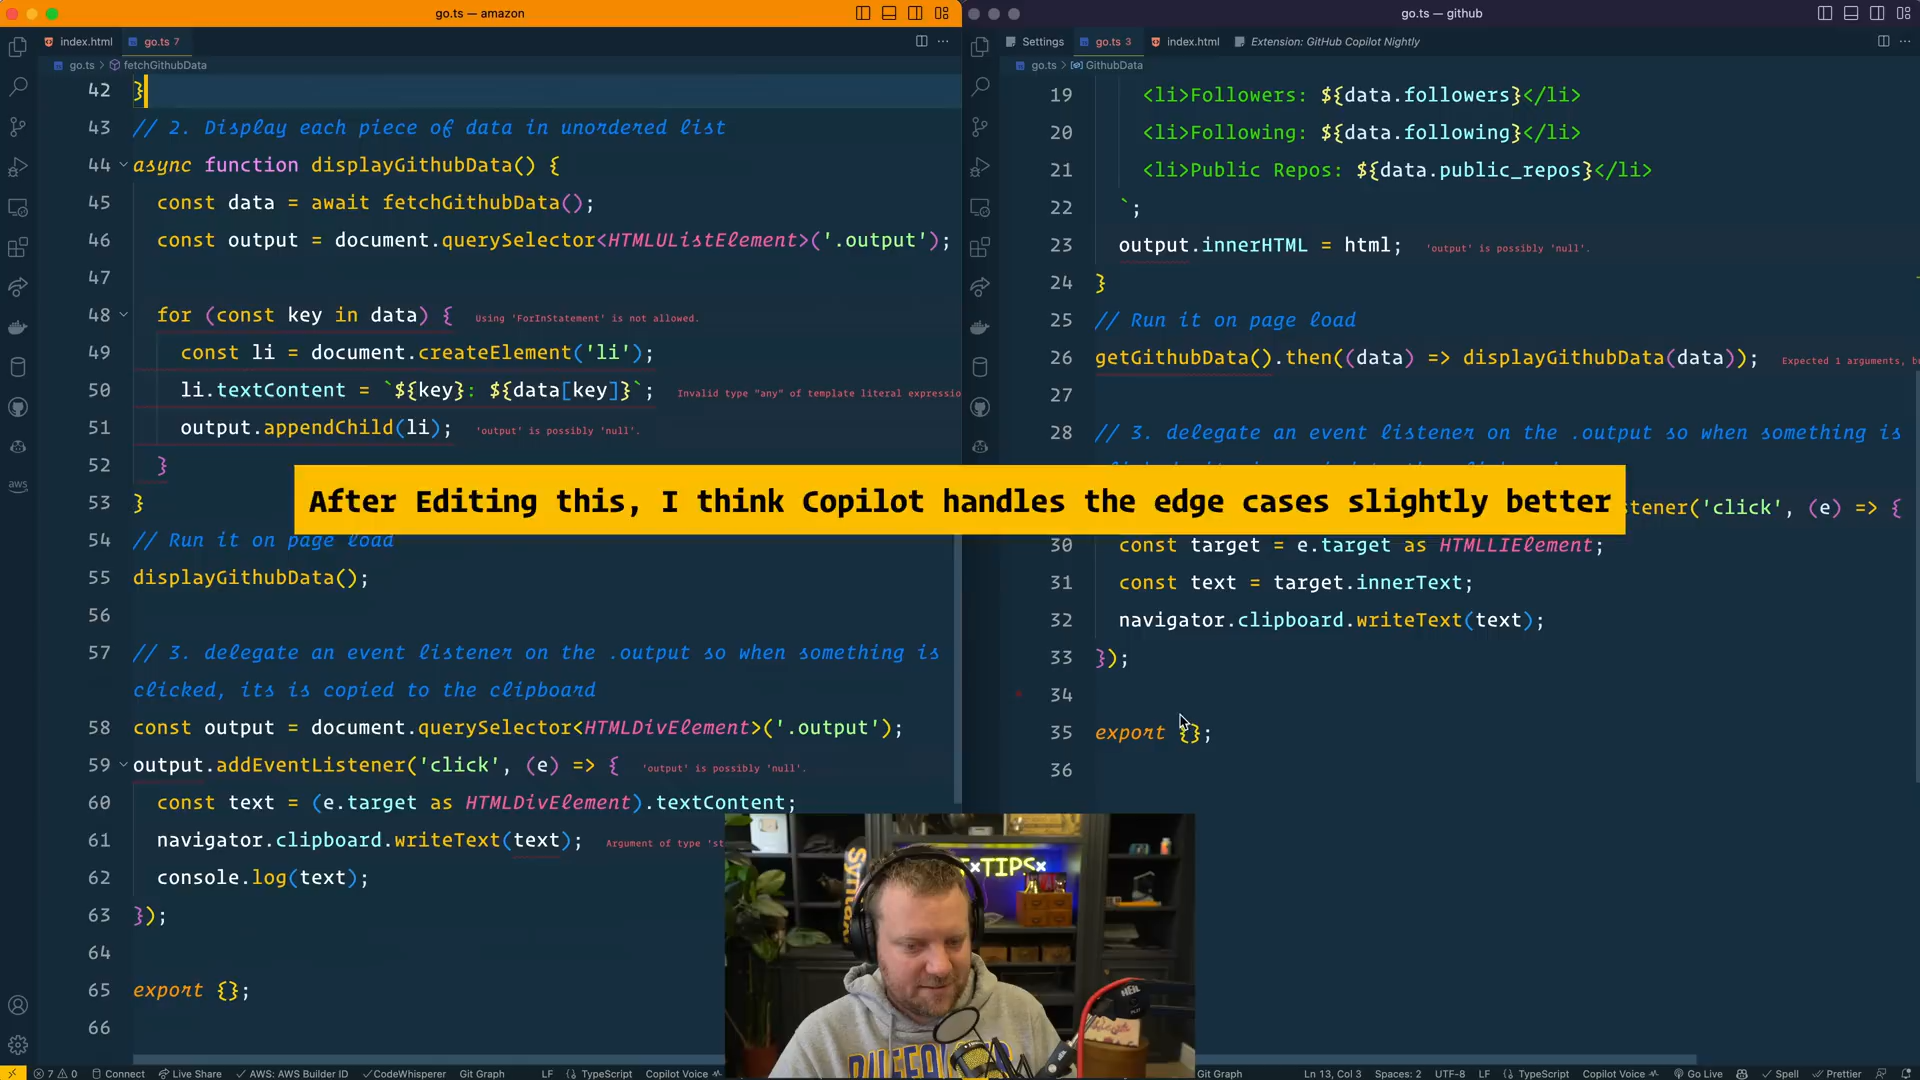 go.ts — amazon
index.html
go.ts 7
go.ts > fetchGithubData
42 }
43 // 2. Display each piece of data in unordered list
44 async function displayGithubData() {
45 const data = await fetchGithubData();
46 const output = document.querySelector<HTMLUListElement>('.output');
47
48 for (const key in data) { Using 'ForInStatement' is not allowed.
49 const li = document.createElement('li');
50 li.textContent = `${key}: ${data[key]}`; Invalid type "any" of template literal expressio
51 output.appendChild(li); 'output' is possibly 'null'.
52 }
53 }
54 // Run it on page load
55 displayGithubData();
56
57 // 3. delegate an event listener on the .output so when something is
clicked, its is copied to the clipboard
58 const output = document.querySelector<HTMLDivElement>('.output');
59 output.addEventListener('click', (e) => { 'output' is possibly 'null'.
60 const text = (e.target as HTMLDivElement).textContent;
61 navigator.clipboard.writeText(text); Argument of type 'st
62 console.log(text);
63 });
64
65 export {};
66
aws
7 0 Connect Live Share AWS: AWS Builder ID CodeWhisperer Git Graph LF {} TypeScript Copilot Voice
go.ts — github
Settings
go.ts 3
index.html
Extension: GitHub Copilot Nightly
go.ts > GithubData
19 <li>Followers: ${data.followers}</li>
20 <li>Following: ${data.following}</li>
21 <li>Public Repos: ${data.public_repos}</li>
22 `;
23 output.innerHTML = html; 'output' is possibly 'null'.
24 }
25 // Run it on page load
26 getGithubData().then((data) => displayGithubData(data)); Expected 1 arguments, b
27
28 // 3. delegate an event listener on the .output so when something is
stener('click', (e) => {
30 const target = e.target as HTMLLIElement;
31 const text = target.innerText;
32 navigator.clipboard.writeText(text);
33 });
34
35 export {};
36
Git Graph Ln 13, Col 3 Spaces: 2 UTF-8 LF {} TypeScript Copilot Voice Go Live Spell Prettier
After Editing this, I think Copilot handles the edge cases slightly better
Syntax
×TIPS×
HEIL